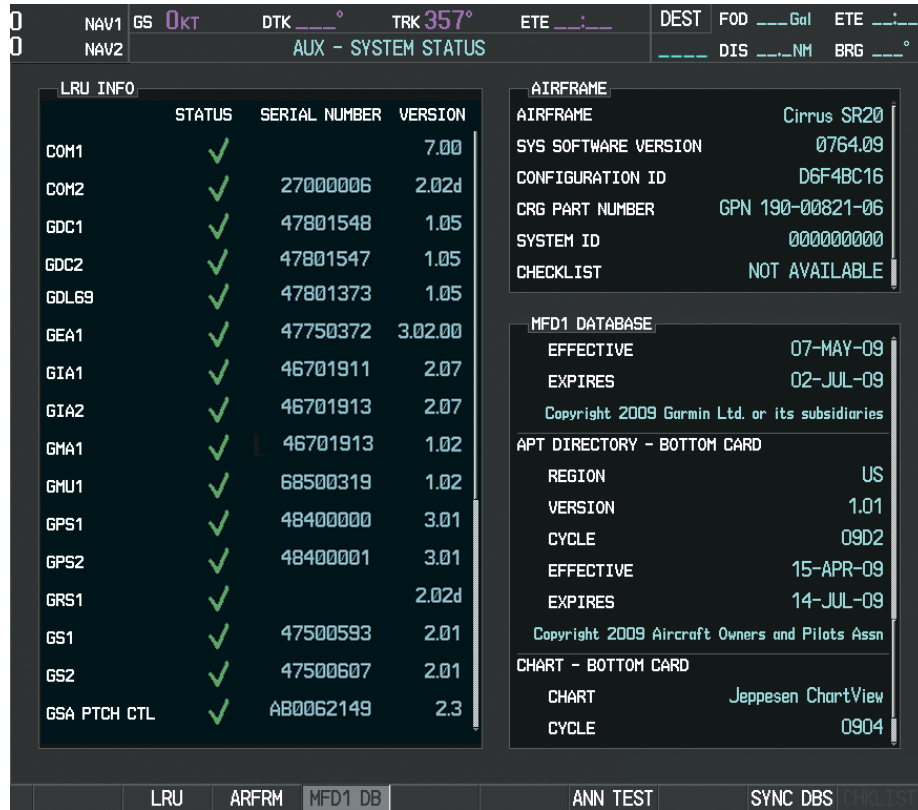 0 NAV1 GS 0KT DTK ___° TRK 357° ETE __:__ DEST FOD ___Gal ETE __:__
0 NAV2 AUX - SYSTEM STATUS ____ DIS __._NM BRG ___°
LRU INFO
STATUS SERIAL NUMBER VERSION
COM1 7.00
COM2 27000006 2.02d
GDC1 47801548 1.05
GDC2 47801547 1.05
GDL69 47801373 1.05
GEA1 47750372 3.02.00
GIA1 46701911 2.07
GIA2 46701913 2.07
GMA1 46701913 1.02
GMU1 68500319 1.02
GPS1 48400000 3.01
GPS2 48400001 3.01
GRS1 2.02d
GS1 47500593 2.01
GS2 47500607 2.01
GSA PTCH CTL AB0062149 2.3
AIRFRAME
AIRFRAME Cirrus SR20
SYS SOFTWARE VERSION 0764.09
CONFIGURATION ID D6F4BC16
CRG PART NUMBER GPN 190-00821-06
SYSTEM ID 000000000
CHECKLIST NOT AVAILABLE
MFD1 DATABASE
EFFECTIVE 07-MAY-09
EXPIRES 02-JUL-09
Copyright 2009 Garmin Ltd. or its subsidiaries
APT DIRECTORY - BOTTOM CARD
REGION US
VERSION 1.01
CYCLE 09D2
EFFECTIVE 15-APR-09
EXPIRES 14-JUL-09
Copyright 2009 Aircraft Owners and Pilots Assn
CHART - BOTTOM CARD
CHART Jeppesen ChartView
CYCLE 0904
LRU ARFRM MFD1 DB ANN TEST SYNC DBS CHKLIST